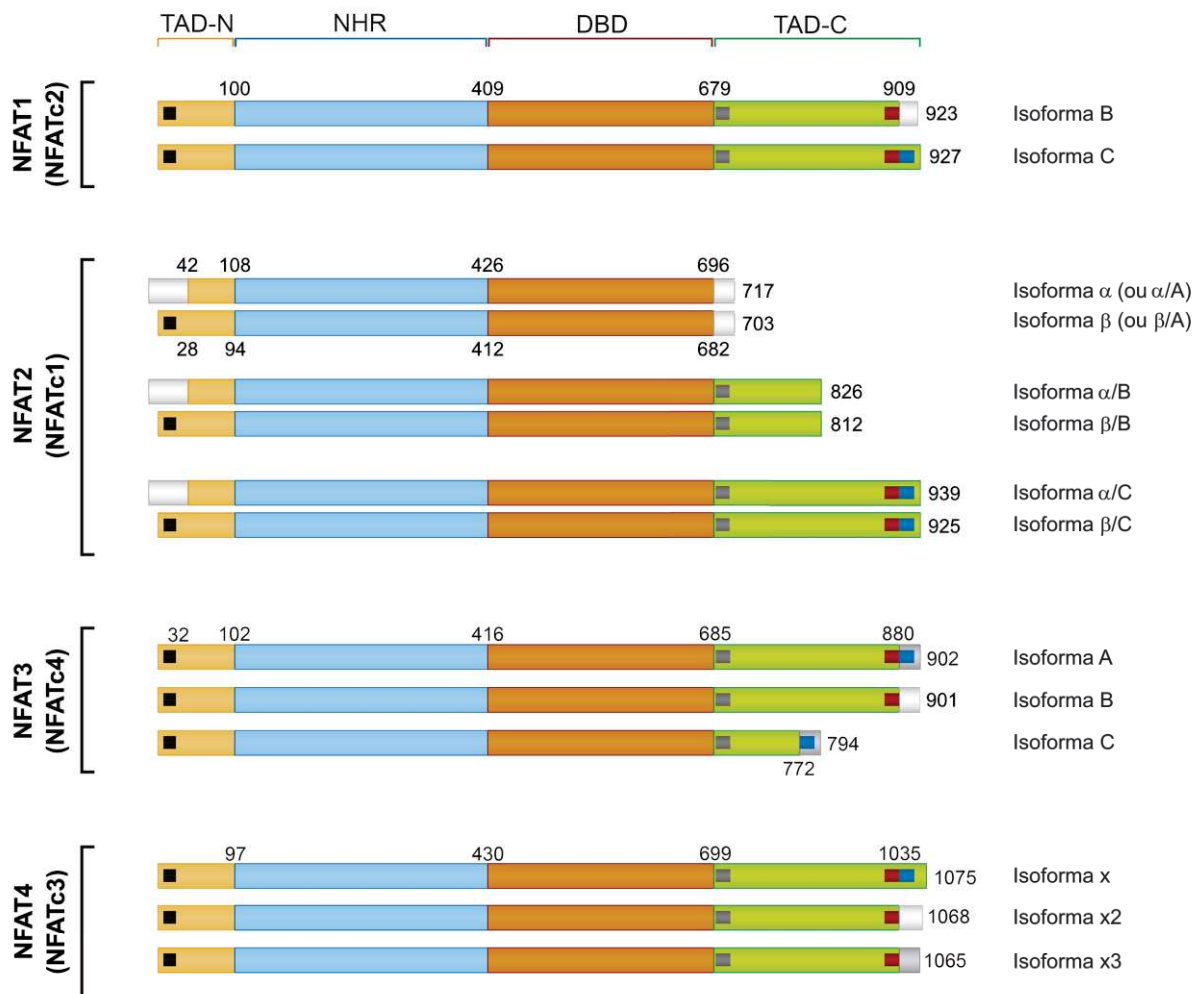 TAD-N NHR DBD TAD-C
NFAT1
(NFATc2)
100 409 679 909
923 Isoforma B
927 Isoforma C
NFAT2
(NFATc1)
42 108 426 696
717 Isoforma α (ou α/A)
703 Isoforma β (ou β/A)
28 94 412 682
826 Isoforma α/B
812 Isoforma β/B
939 Isoforma α/C
925 Isoforma β/C
NFAT3
(NFATc4)
32 102 416 685 880
902 Isoforma A
901 Isoforma B
794 Isoforma C
772
NFAT4
(NFATc3)
97 430 699 1035
1075 Isoforma x
1068 Isoforma x2
1065 Isoforma x3